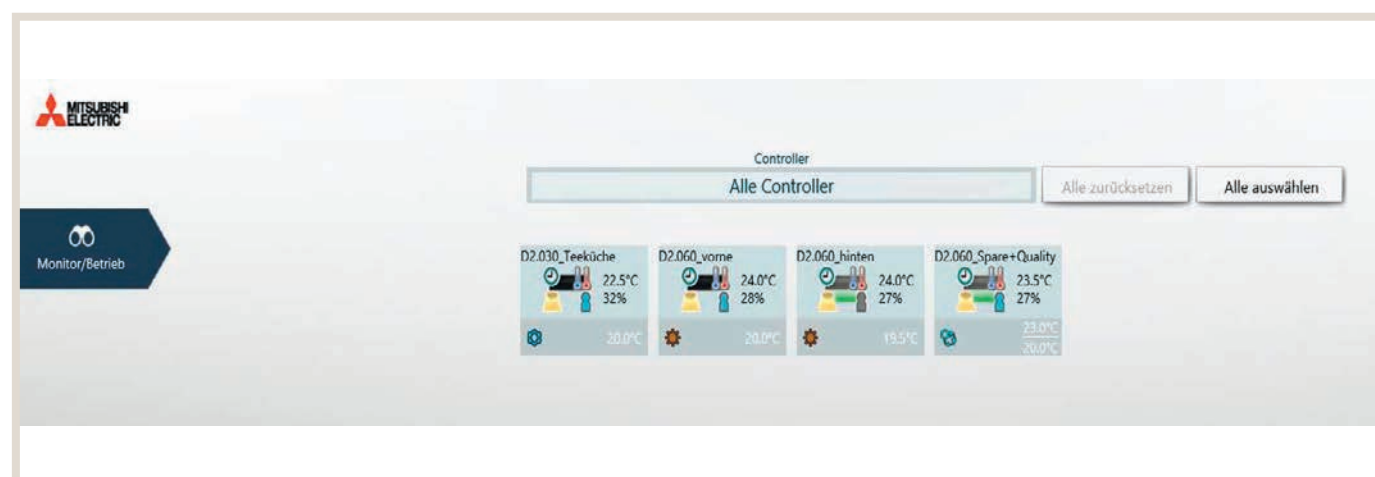 MITSUBISHI
ELECTRIC
Controller
Alle Controller
Alle zurücksetzen
Alle auswählen
Monitor/Betrieb
D2.030_Teeküche
22.5°C
32%
20.0°C
D2.060_vorne
24.0°C
28%
20.0°C
D2.060_hinten
24.0°C
27%
19.5°C
D2.060_Spare+Quality
23.5°C
27%
23.0°C
20.0°C